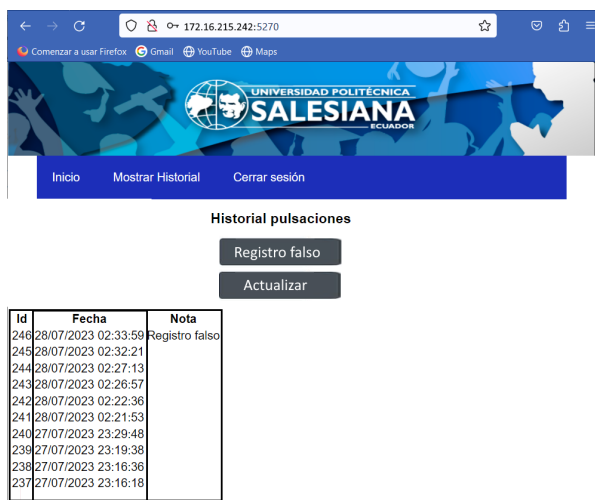 172.16.215.242:5270
Comenzar a usar Firefox Gmail YouTube Maps
UNIVERSIDAD POLITÉCNICA
SALESIANA
ECUADOR
Inicio Mostrar Historial Cerrar sesión
Historial pulsaciones
Registro falso
Actualizar
Id Fecha Nota
246 28/07/2023 02:33:59 Registro falso
245 28/07/2023 02:32:21
244 28/07/2023 02:27:13
243 28/07/2023 02:26:57
242 28/07/2023 02:22:36
241 28/07/2023 02:21:53
240 27/07/2023 23:29:48
239 27/07/2023 23:19:38
238 27/07/2023 23:16:36
237 27/07/2023 23:16:18